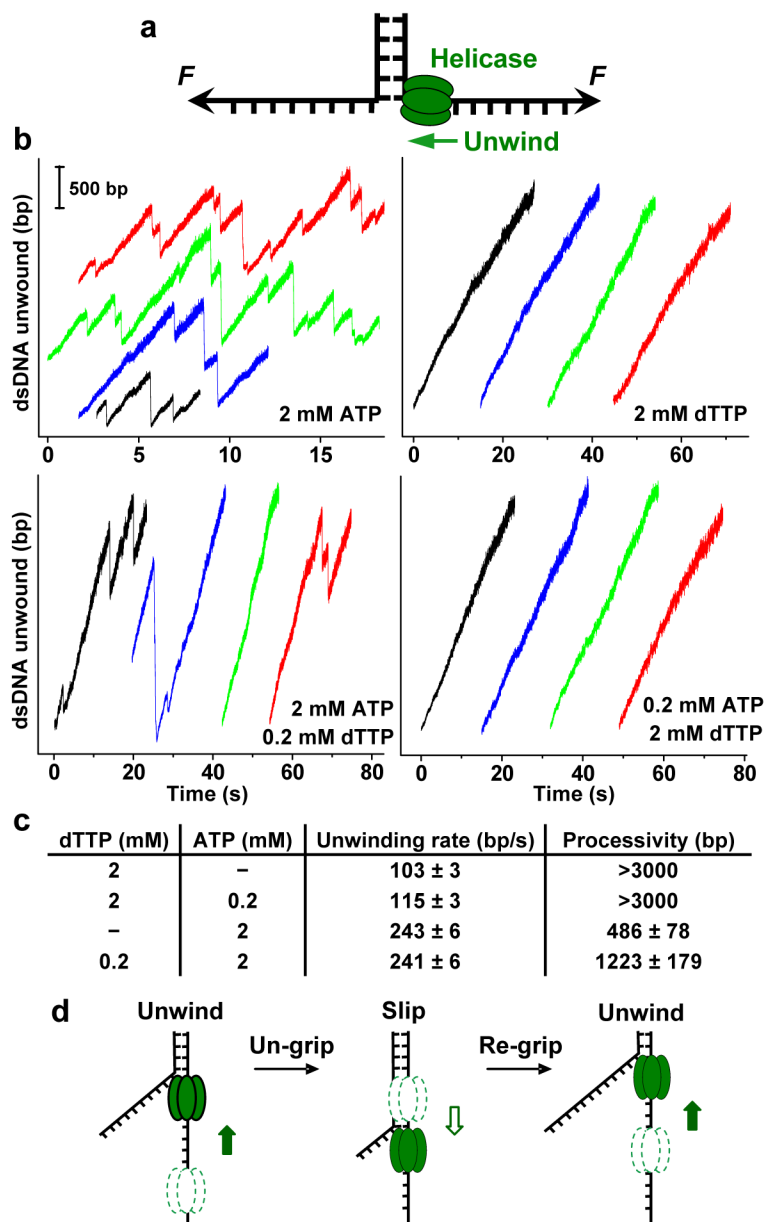 a
F
Helicase
F
Unwind
b
500 bp
dsDNA unwound (bp)
2 mM ATP
0 5 10 15
2 mM dTTP
0 20 40 60
dsDNA unwound (bp)
2 mM ATP
0.2 mM dTTP
0 20 40 60 80
Time (s)
0.2 mM ATP
2 mM dTTP
0 20 40 60 80
Time (s)
c
dTTP (mM) ATP (mM) Unwinding rate (bp/s) Processivity (bp)
2 – 103 ± 3 >3000
2 0.2 115 ± 3 >3000
– 2 243 ± 6 486 ± 78
0.2 2 241 ± 6 1223 ± 179
d
Unwind Slip Unwind
Un-grip Re-grip